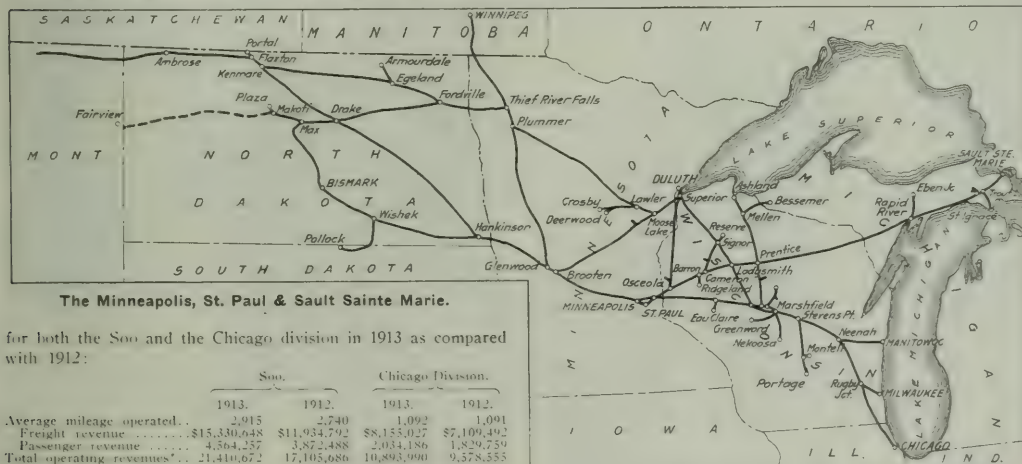 SASKATCHEWAN
MANITOBA
ONTARIO
WINNIPEG
Portal
Flaxton
Ambrose
Kenmare
Armourdale
Egeland
Plaza
Makoti
Drake
Fordville
Thief River Falls
Fairview
Max
Plummer
MONT
NORTH
DAKOTA
BISMARK
Wishek
Pollock
Hankinson
SOUTH DAKOTA
Glenwood
Brooten
MINNESOTA
Crosby
Deerwood
Lawler
Moose
Lake
DULUTH
Superior
LAKE SUPERIOR
Ashland
Bessemer
Mellen
Reserve
Signor
Prentice
Rapid
River
Eben Jc.
SAULT STE.
MARIE
St. Ignace
MICHIGAN
Osceola
Barron
Cameron
Ridgeland
Ladysmith
MINNEAPOLIS
ST. PAUL
Eau Claire
Greenwood
Nekoosa
Marshfield
Stevens Pt.
Neenah
MANITOWOC
Montello
Portage
Rugby
Jct.
MILWAUKEE
WISCONSIN
LAKE MICHIGAN
CHICAGO
IOWA
ILL.
IND.
The Minneapolis, St. Paul & Sault Sainte Marie.
for both the Soo and the Chicago division in 1913 as compared
with 1912:
Soo. Chicago Division.
1913. 1912. 1913. 1912.
Average mileage operated.. 2,915 2,740 1,092 1,091
Freight revenue ........ $15,330,648 $11,934,792 $8,155,027 $7,109,492
Passenger revenue ..... 4,564,257 3,872,488 2,034,186 1,829,759
Total operating revenues*.. 21,410,672 17,105,686 10,893,990 9,578,555